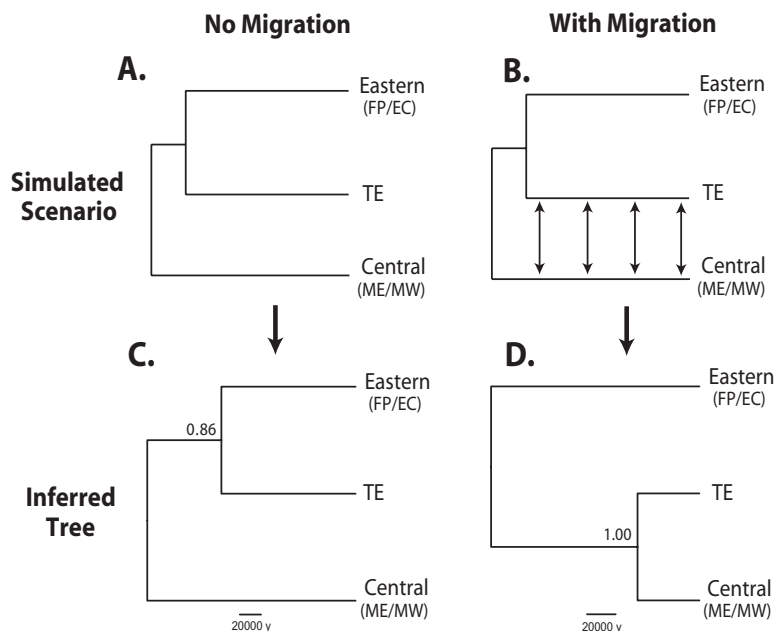 No Migration
With Migration
A.
Eastern
(FP/EC)
TE
Central
(ME/MW)
B.
Eastern
(FP/EC)
TE
Central
(ME/MW)
Simulated
Scenario
C.
Eastern
(FP/EC)
0.86
TE
Central
(ME/MW)
20000 y
D.
Eastern
(FP/EC)
TE
1.00
Central
(ME/MW)
20000 y
Inferred
Tree